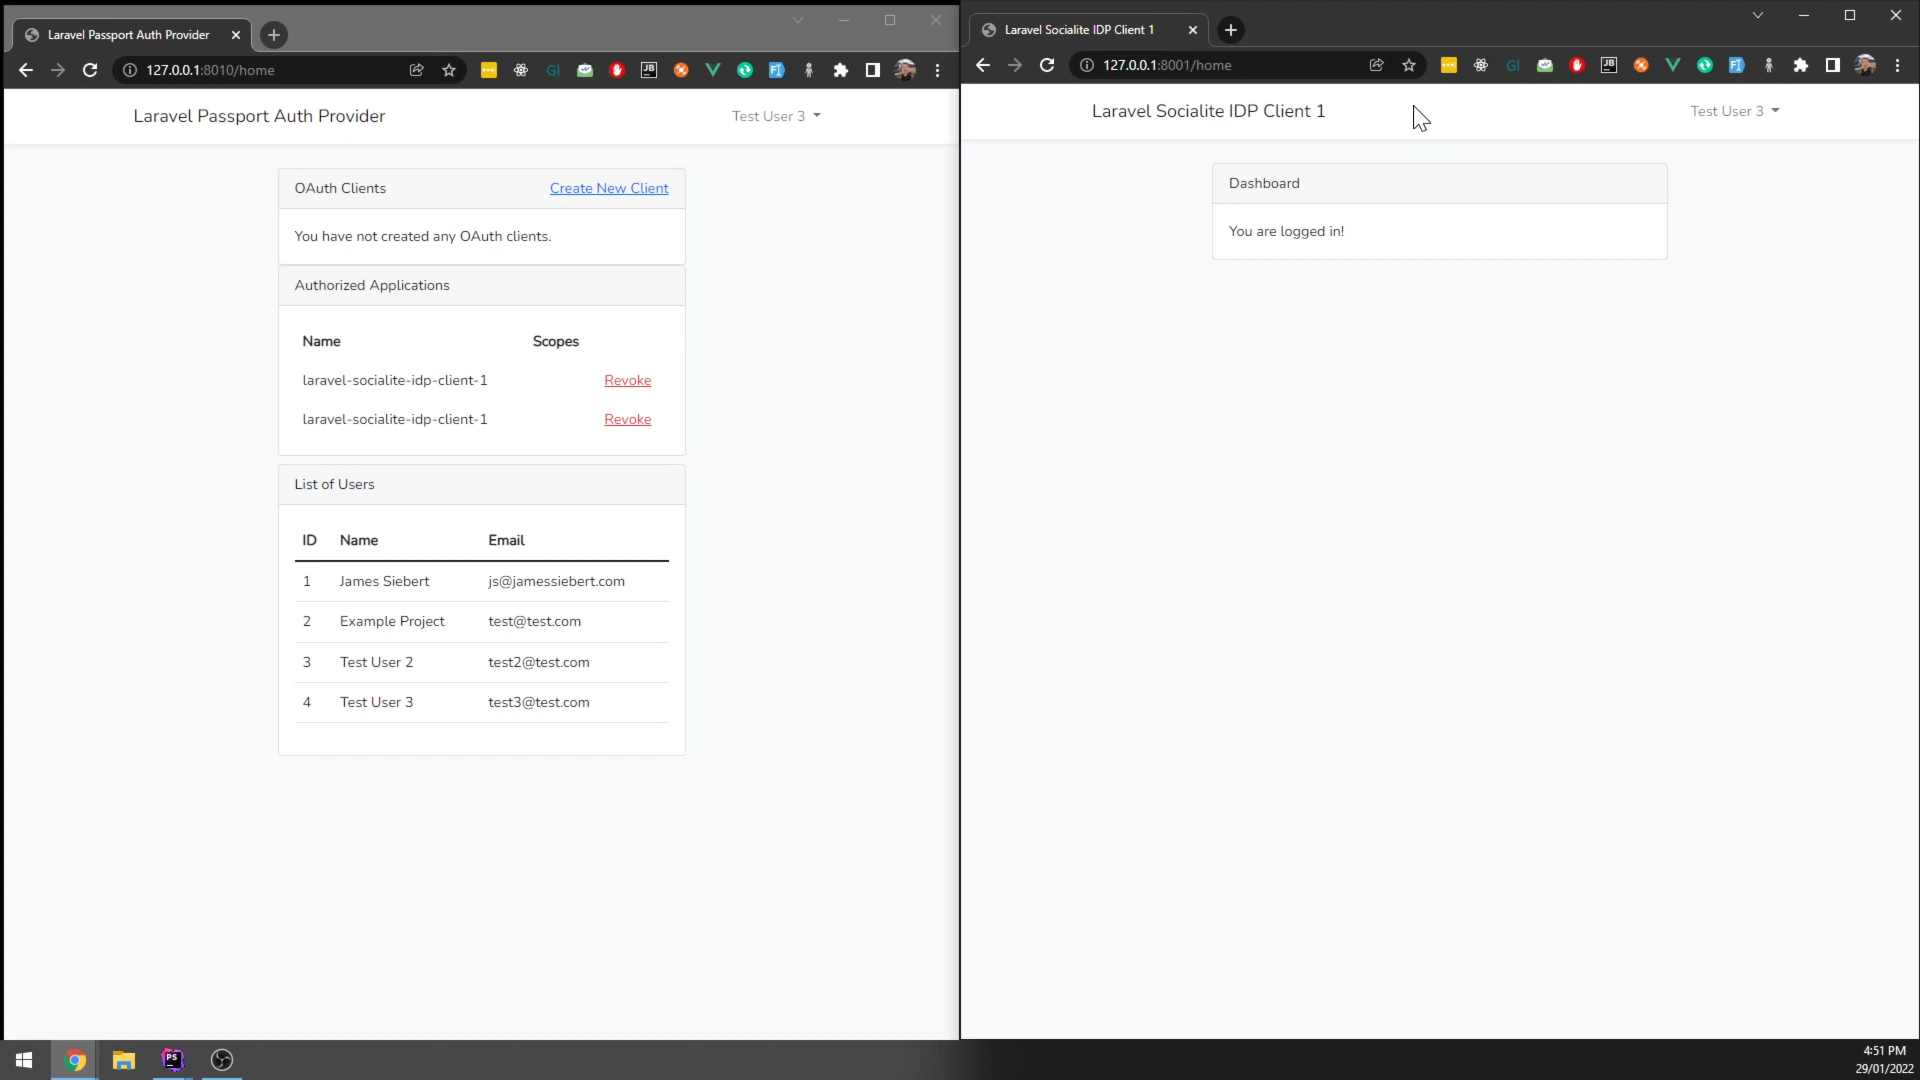 Laravel Passport Auth Provider
127.0.0.1:8010/home
Laravel Passport Auth Provider
Test User 3
OAuth Clients
Create New Client
You have not created any OAuth clients.
Authorized Applications
Name Scopes
laravel-socialite-idp-client-1 Revoke
laravel-socialite-idp-client-1 Revoke
List of Users
ID Name Email
1 James Siebert js@jamessiebert.com
2 Example Project test@test.com
3 Test User 2 test2@test.com
4 Test User 3 test3@test.com
Laravel Socialite IDP Client 1
127.0.0.1:8001/home
Laravel Socialite IDP Client 1
Test User 3
Dashboard
You are logged in!
PS
4:51 PM
29/01/2022